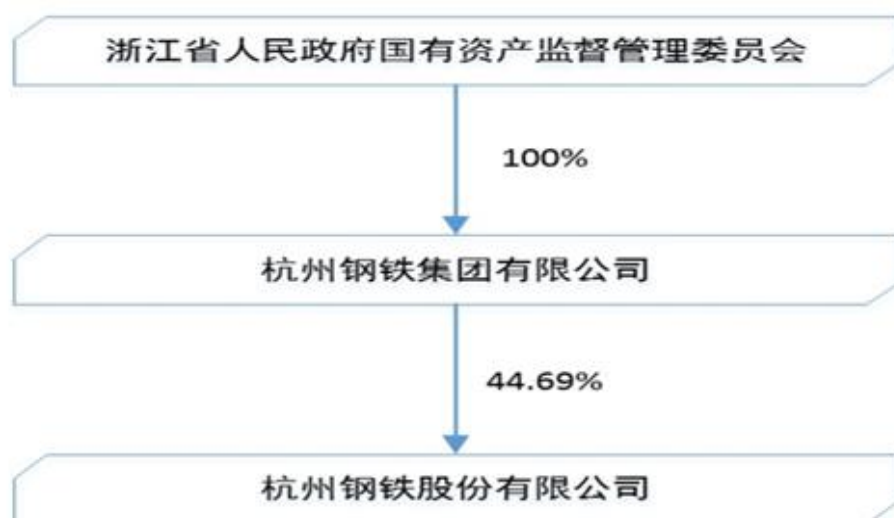 浙江省人民政府国有资产监督管理委员会
100%
杭州钢铁集团有限公司
44.69%
杭州钢铁股份有限公司